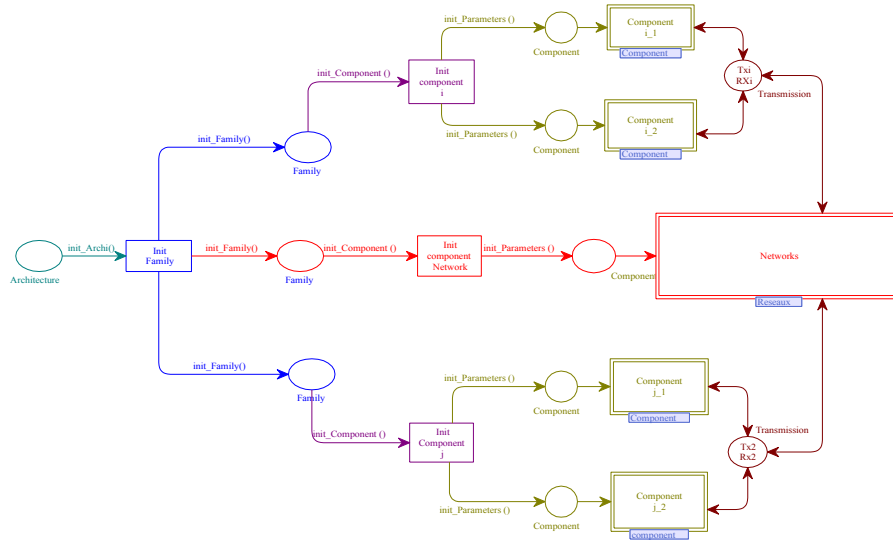 init_Parameters ()
Component
i_1
Component
Component
Init
component
i
init_Component ()
Txi
RXi
Transmission
init_Parameters ()
Component
i_2
Component
Component
init_Family()
Family
init_Archi()
Architecture
Init
Family
init_Family()
Family
init_Component ()
Init
component
Network
init_Parameters ()
Component
Networks
Reseaux
init_Family()
Family
init_Component ()
Init
Component
j
init_Parameters ()
Component
Component
j_1
Component
Transmission
Tx2
Rx2
init_Parameters ()
Component
Component
j_2
component